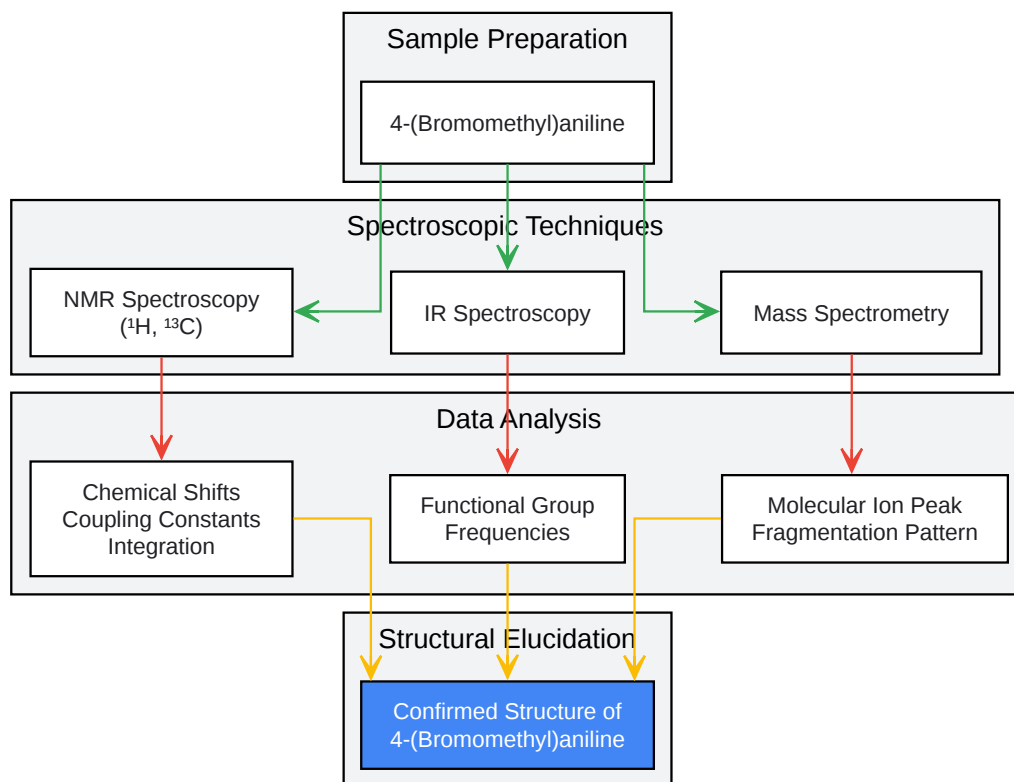 Sample Preparation
4-(Bromomethyl)aniline
Spectroscopic Techniques
NMR Spectroscopy
(¹H, ¹³C)
IR Spectroscopy
Mass Spectrometry
Data Analysis
Chemical Shifts
Coupling Constants
Integration
Functional Group
Frequencies
Molecular Ion Peak
Fragmentation Pattern
Structural Elucidation
Confirmed Structure of
4-(Bromomethyl)aniline